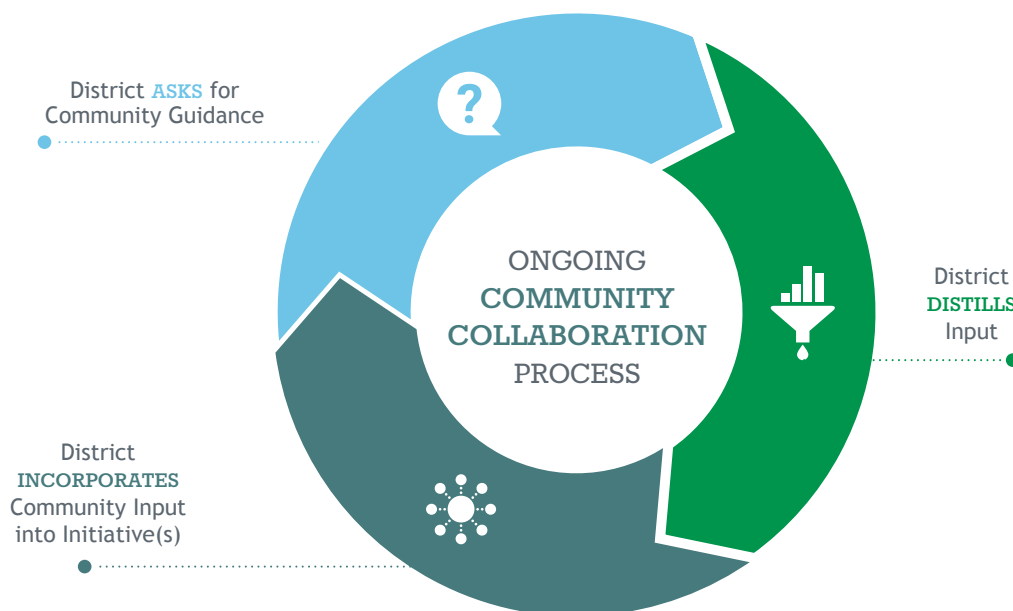 District ASKS for
Community Guidance
?
ONGOING
COMMUNITY
COLLABORATION
PROCESS
District
DISTILLS
Input
District
INCORPORATES
Community Input
into Initiative(s)